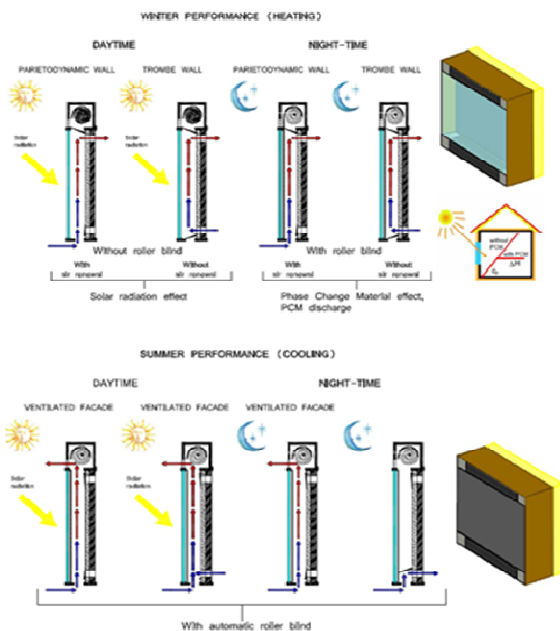 WINTER PERFORMANCE (HEATING)
DAYTIME
NIGHT-TIME
PARIETODYNAMIC WALL
TROMBE WALL
PARIETODYNAMIC WALL
TROMBE WALL
Solar radiation
Solar radiation
Without roller blind
With roller blind
With air renewal
Without air renewal
With air renewal
Without air renewal
Solar radiation effect
Phase Change Material effect,
PCM discharge
without PCM
with PCM
ΔH
SUMMER PERFORMANCE (COOLING)
DAYTIME
NIGHT-TIME
VENTILATED FACADE
VENTILATED FACADE
VENTILATED FACADE
Solar radiation
Solar radiation
With automatic roller blind